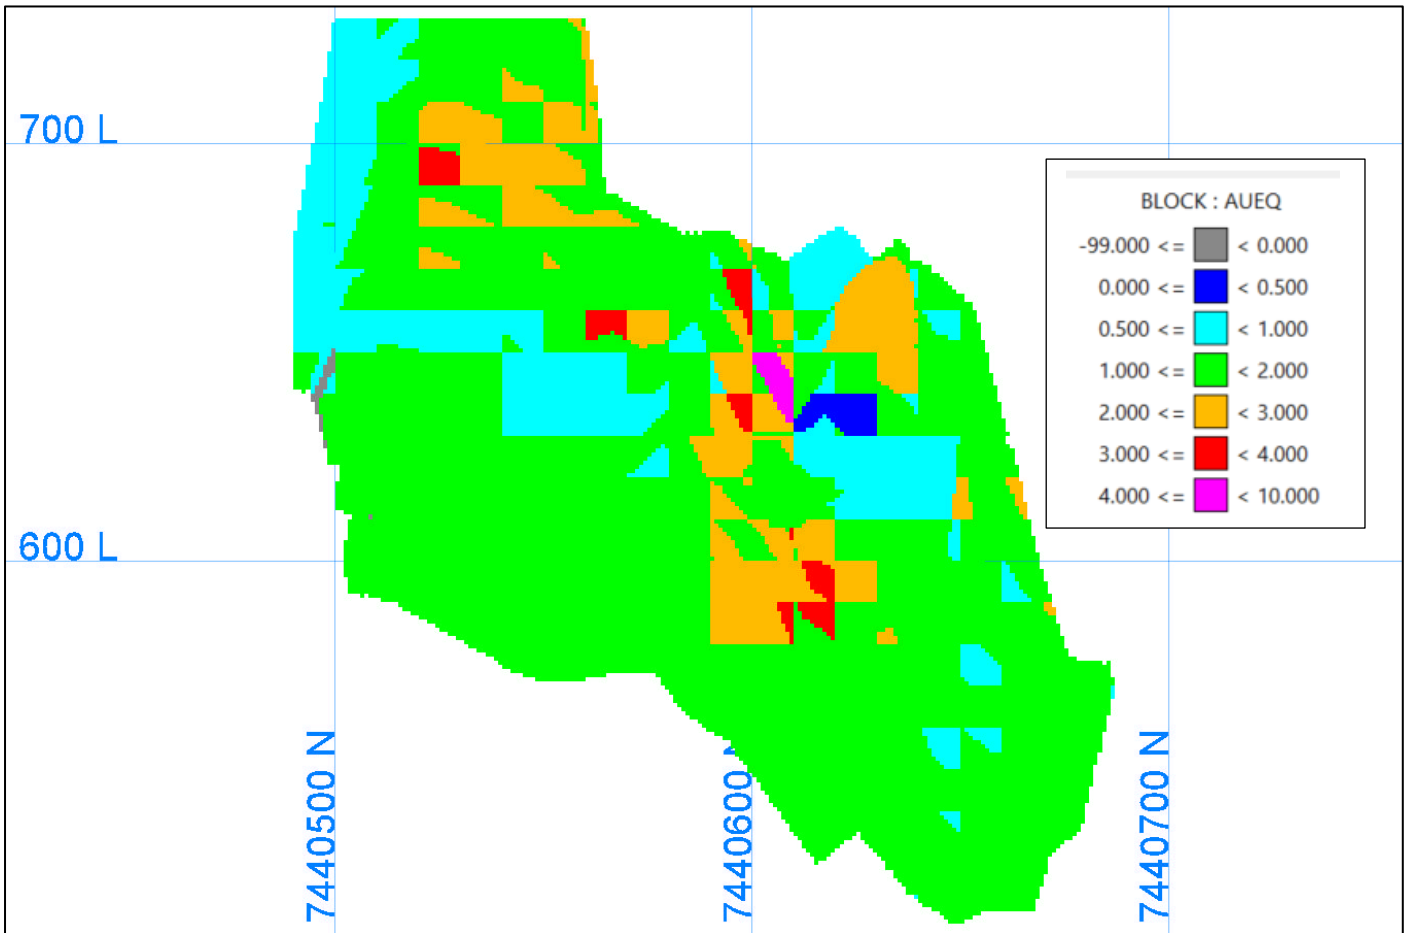 700 L
BLOCK : AUEQ
-99.000 <= < 0.000
0.000 <= < 0.500
0.500 <= < 1.000
1.000 <= < 2.000
2.000 <= < 3.000
3.000 <= < 4.000
4.000 <= < 10.000
600 L
7440500 N
7440600 N
7440700 N